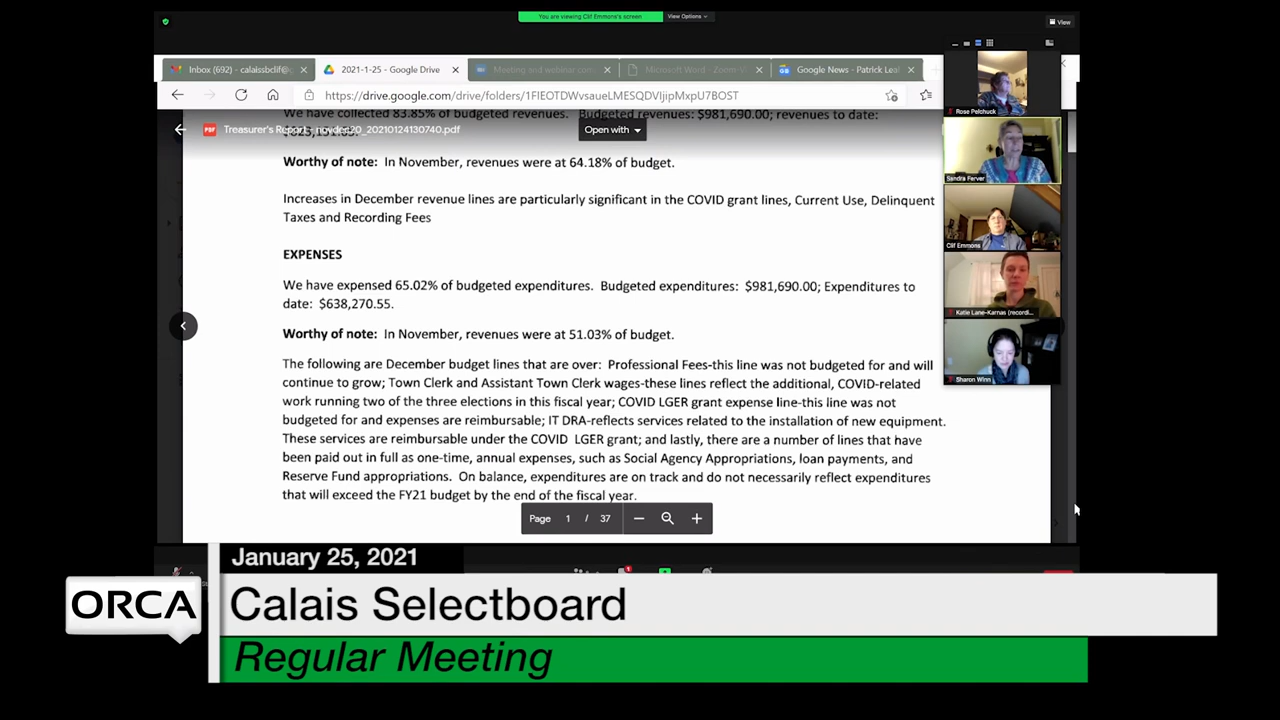 You are viewing Clif Emmons's screen
View Options
View
Inbox (692) - calaissbclif@
2021-1-25 - Google Drive
Meeting and webinar
Microsoft Word - Zoom
Google News - Patrick Lea
https://drive.google.com/drive/folders/1FIEOTDWvsaueLMESQDVIjipMxpU7BOST
We have collected 83.85% of budgeted revenues. Budgeted revenues: $981,690.00; revenues to date:
Treasurer's Report
20210124130740.pdf
Open with
Worthy of note: In November, revenues were at 64.18% of budget.
Increases in December revenue lines are particularly significant in the COVID grant lines, Current Use, Delinquent
Taxes and Recording Fees
EXPENSES
We have expensed 65.02% of budgeted expenditures. Budgeted expenditures: $981,690.00; Expenditures to
date: $638,270.55.
Worthy of note: In November, revenues were at 51.03% of budget.
The following are December budget lines that are over: Professional Fees-this line was not budgeted for and will
continue to grow; Town Clerk and Assistant Town Clerk wages-these lines reflect the additional, COVID-related
work running two of the three elections in this fiscal year; COVID LGER grant expense line-this line was not
budgeted for and expenses are reimbursable; IT DRA-reflects services related to the installation of new equipment.
These services are reimbursable under the COVID LGER grant; and lastly, there are a number of lines that have
been paid out in full as one-time, annual expenses, such as Social Agency Appropriations, loan payments, and
Reserve Fund appropriations. On balance, expenditures are on track and do not necessarily reflect expenditures
that will exceed the FY21 budget by the end of the fiscal year.
Page 1 / 37
Rose Pelchuck
Sandra Ferver
Clif Emmons
Katie Lane-Karnas (recordi...
Sharon Winn
January 25, 2021
ORCA
Calais Selectboard
Regular Meeting